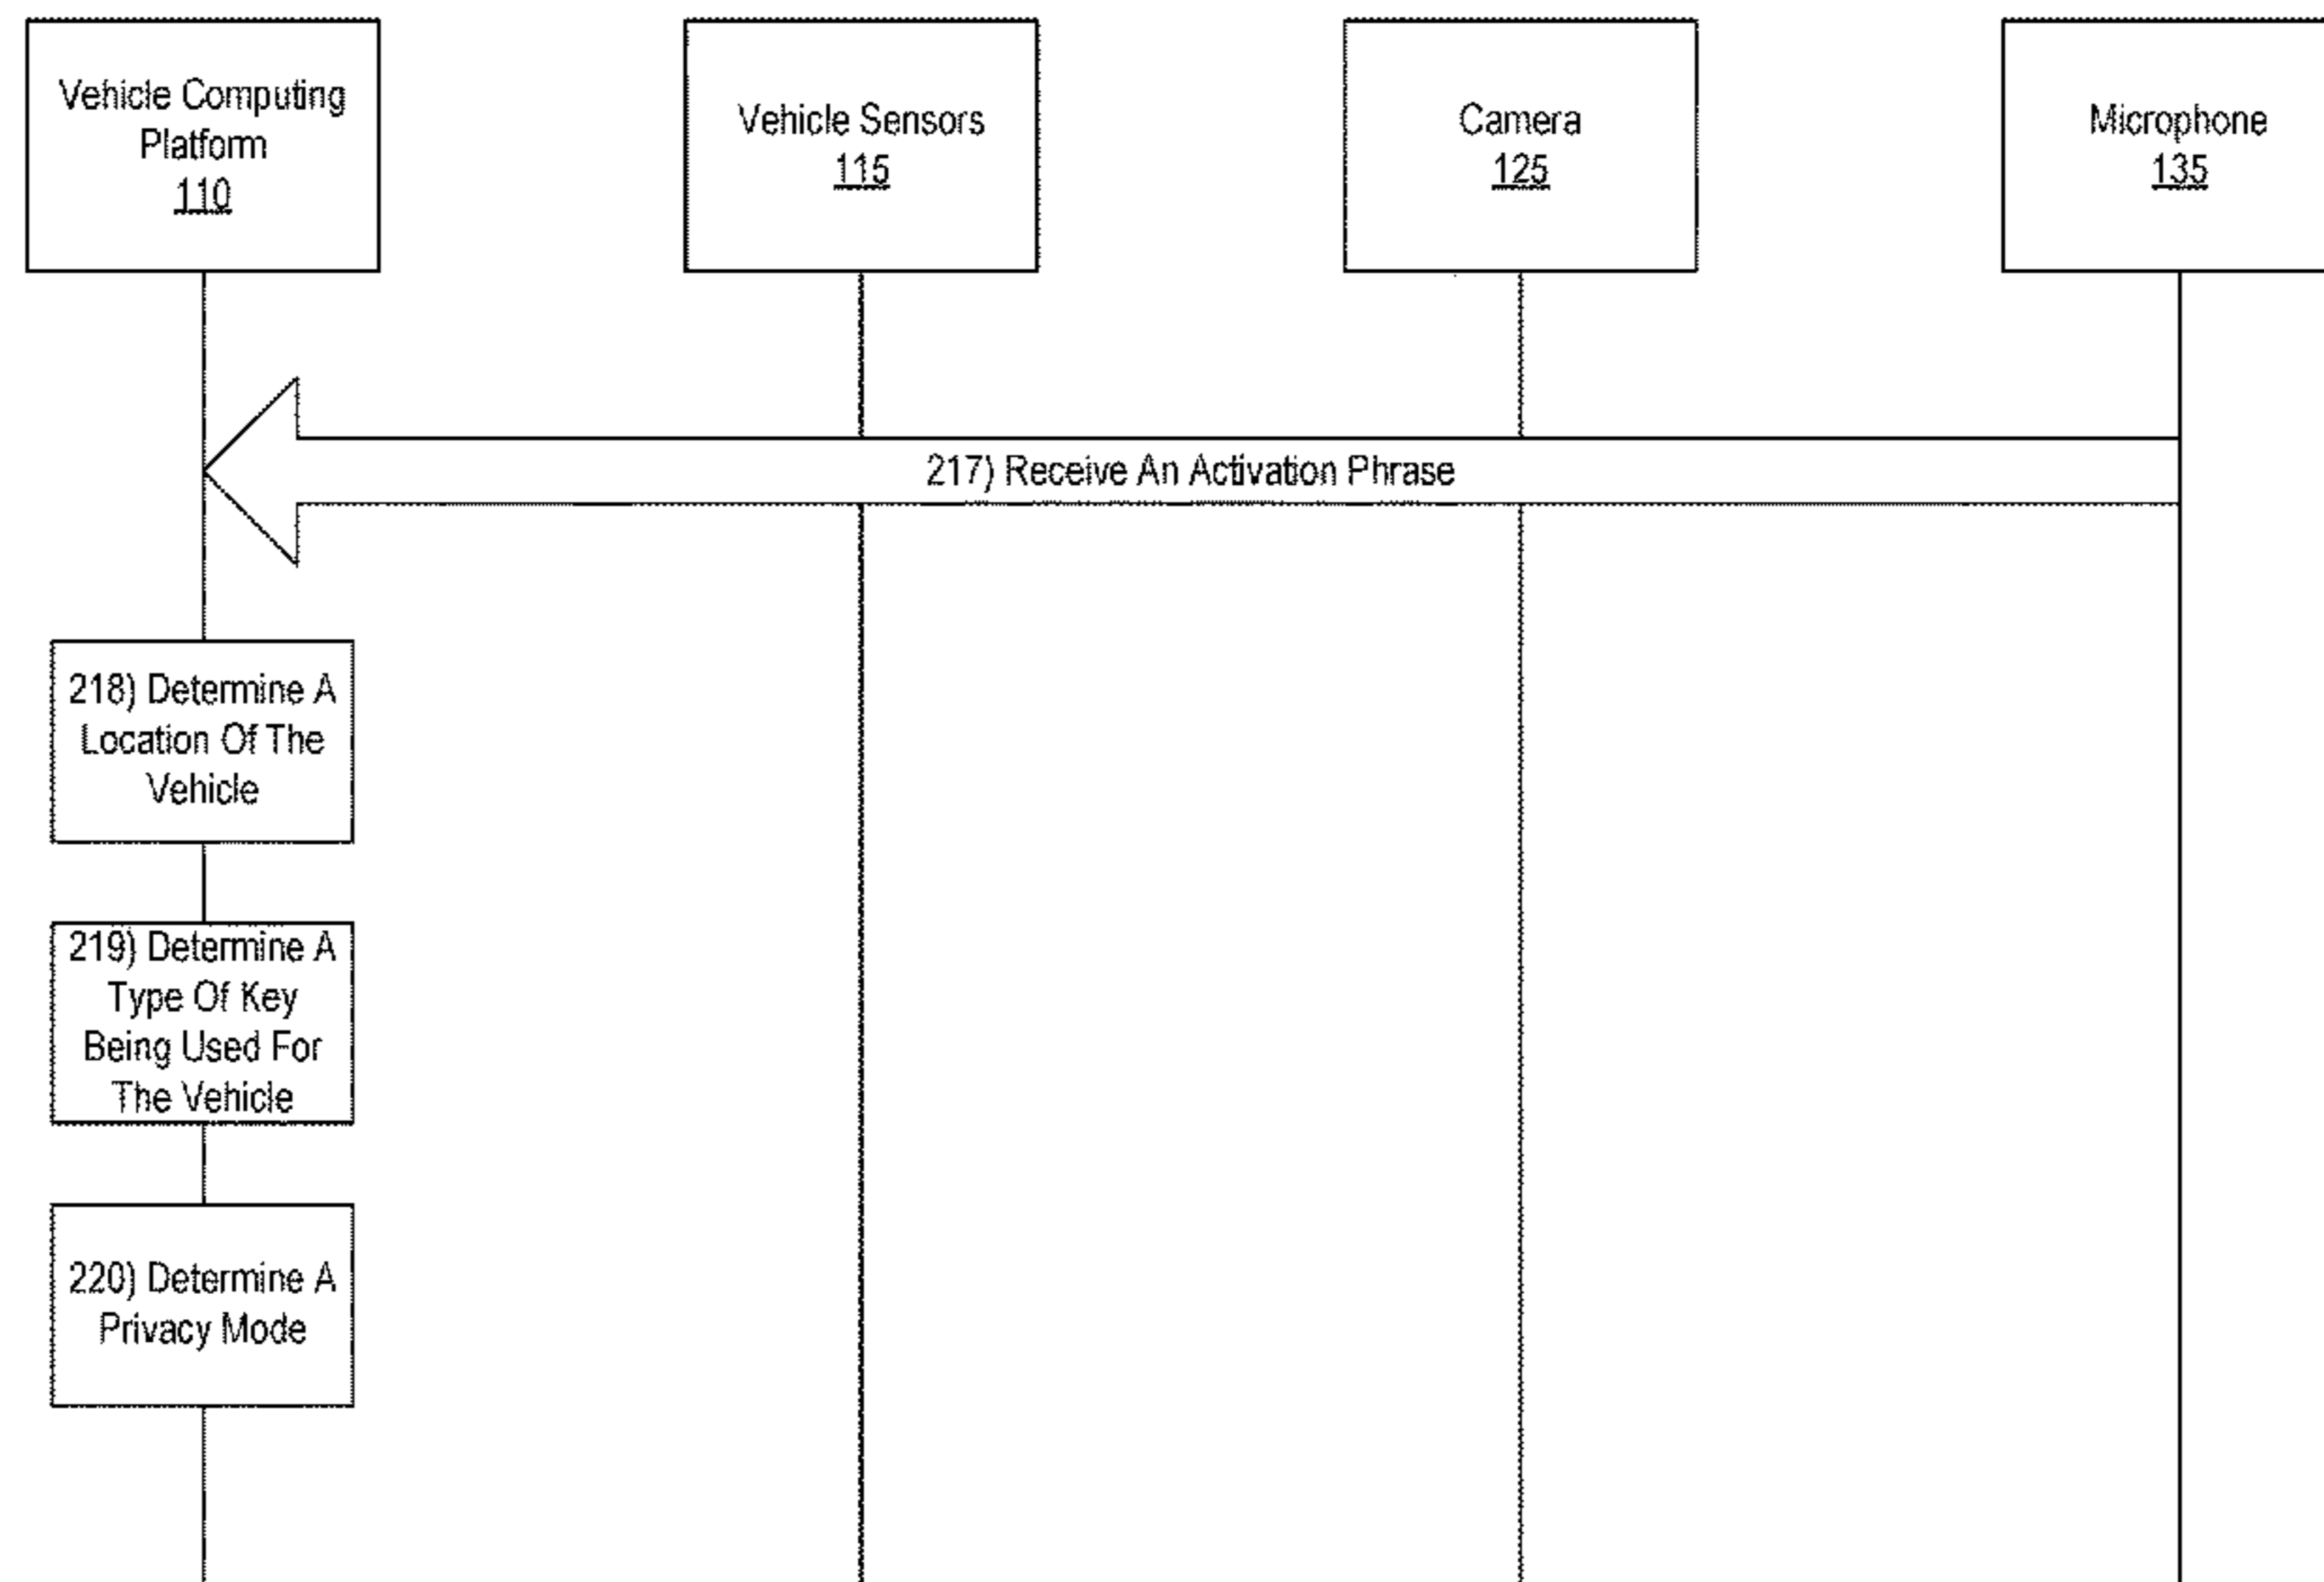 Vehicle Computing
Platform
110
Vehicle Sensors
115
Camera
125
Microphone
135
217) Receive An Activation Phrase
218) Determine A
Location Of The
Vehicle
219) Determine A
Type Of Key
Being Used For
The Vehicle
220) Determine A
Privacy Mode